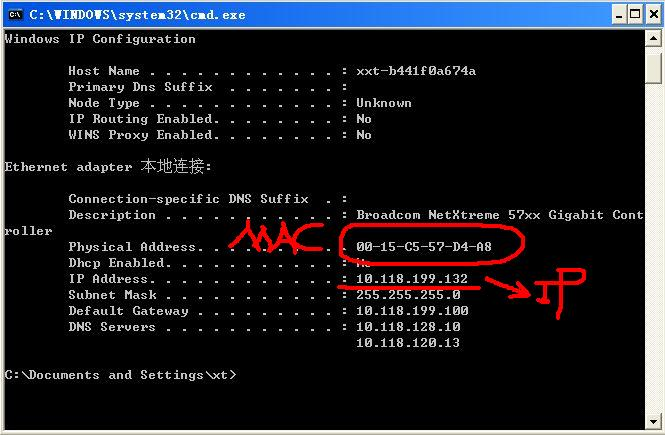 C:\WINDOWS\system32\cmd.exe
Windows IP Configuration
Host Name . . . . . . . . . . . . : xxt-b441f0a674a
Primary Dns Suffix  . . . . . . . :
Node Type . . . . . . . . . . . . : Unknown
IP Routing Enabled. . . . . . . . : No
WINS Proxy Enabled. . . . . . . . : No
Ethernet adapter 本地连接:
Connection-specific DNS Suffix  . :
Description . . . . . . . . . . . : Broadcom NetXtreme 57xx Gigabit Cont
roller
Physical Address. . MAC . : 00-15-C5-57-D4-A8
Dhcp Enabled. . . . . . . . . . . : No
IP Address. . . . . . . . . . . . : 10.118.199.132 IP
Subnet Mask . . . . . . . . . . . : 255.255.255.0
Default Gateway . . . . . . . . . : 10.118.199.100
DNS Servers . . . . . . . . . . . : 10.118.128.10
10.118.120.13
C:\Documents and Settings\xt>